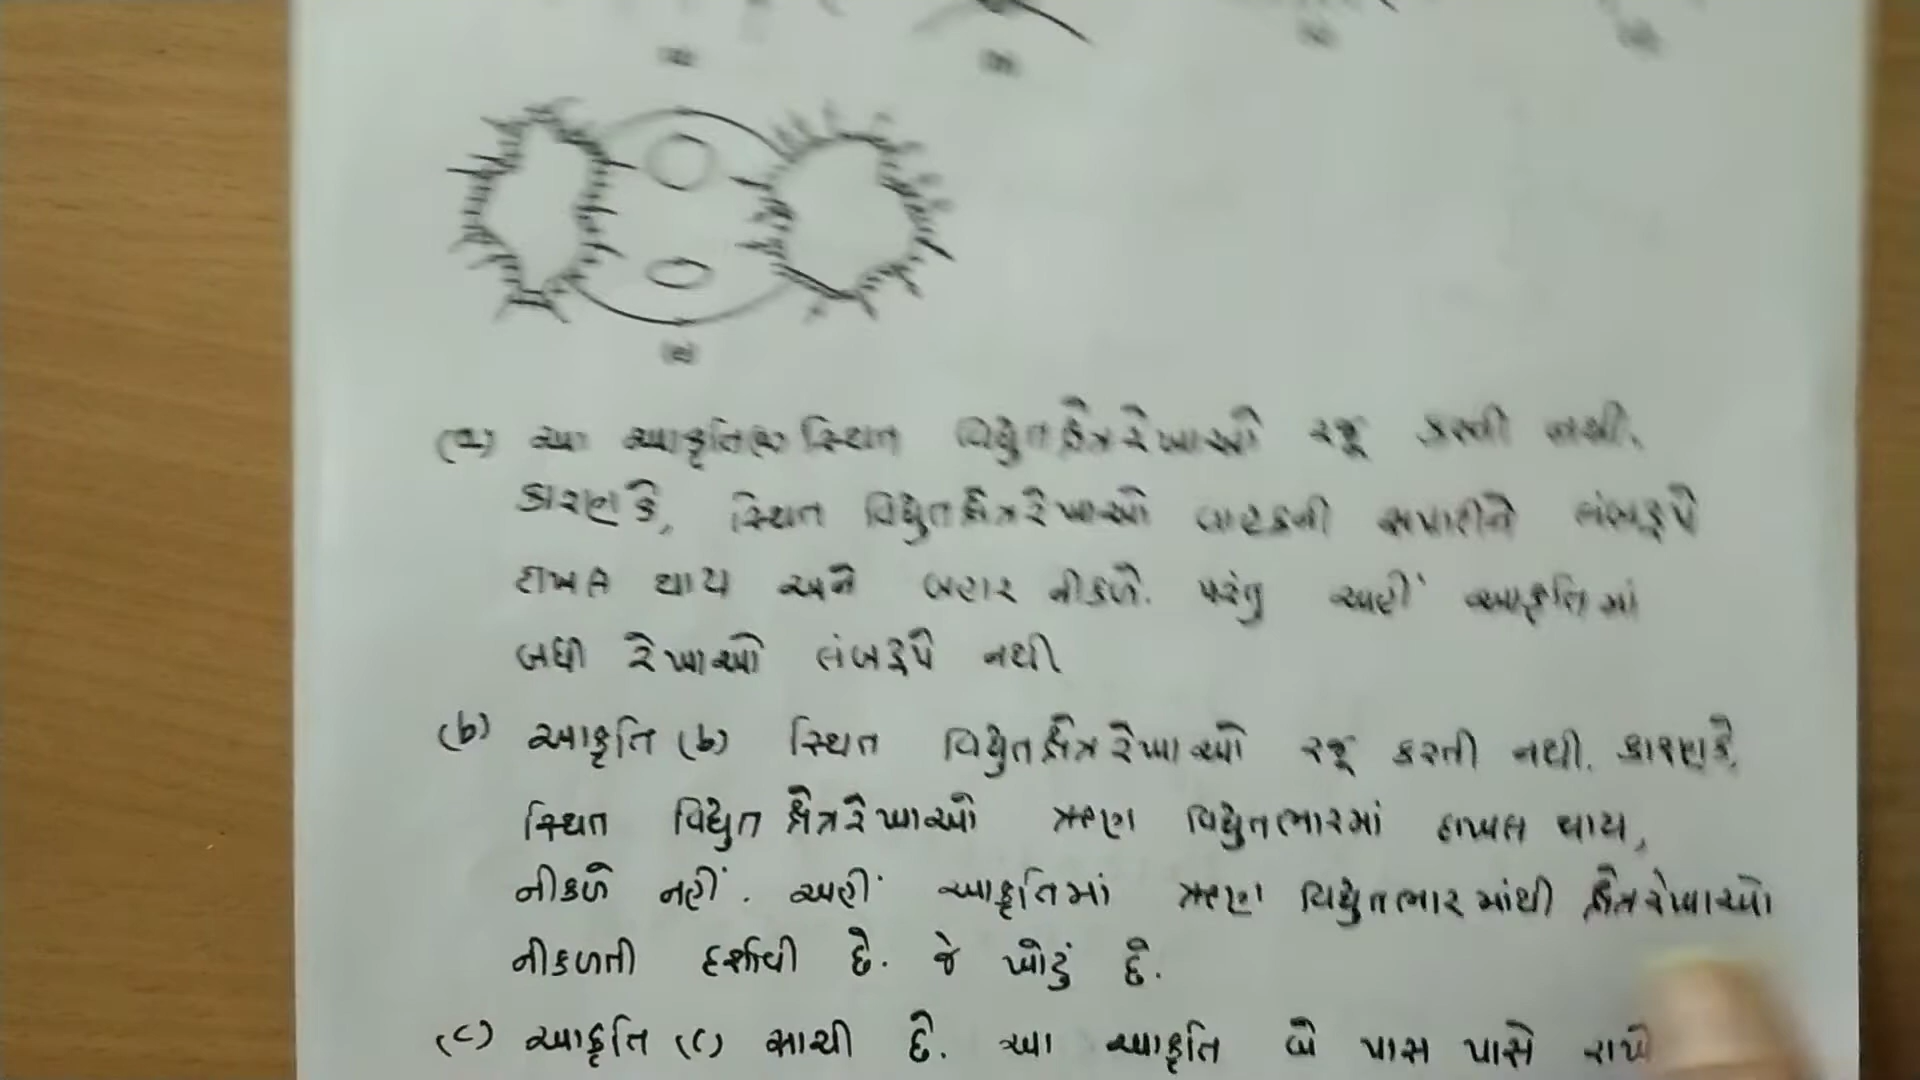 (e)
(a) આ આકૃતિ(a) સ્થિત વિદ્યુતક્ષેત્રરેખાઓ રજૂ કરતી નથી.
કારણકે, સ્થિત વિદ્યુતક્ષેત્રરેખાઓ વાહકની સપાટીને લંબરૂપે
દાખલ થાય અને બહાર નીકળે. પરંતુ અહીં આકૃતિમાં
બધી રેખાઓ લંબરૂપે નથી
(b) આકૃતિ (b) સ્થિત વિદ્યુતક્ષેત્રરેખાઓ રજૂ કરતી નથી. કારણકે,
સ્થિત વિદ્યુતક્ષેત્રરેખાઓ ઋણ વિદ્યુતભારમાં દાખલ થાય,
નીકળે નહીં. અહીં આકૃતિમાં ઋણ વિદ્યુતભારમાંથી ક્ષેત્રરેખાઓ
નીકળતી દર્શાવી છે. જે ખોટું છે.
(c) આકૃતિ (c) સાચી છે. આ આકૃતિ બે પાસ પાસે